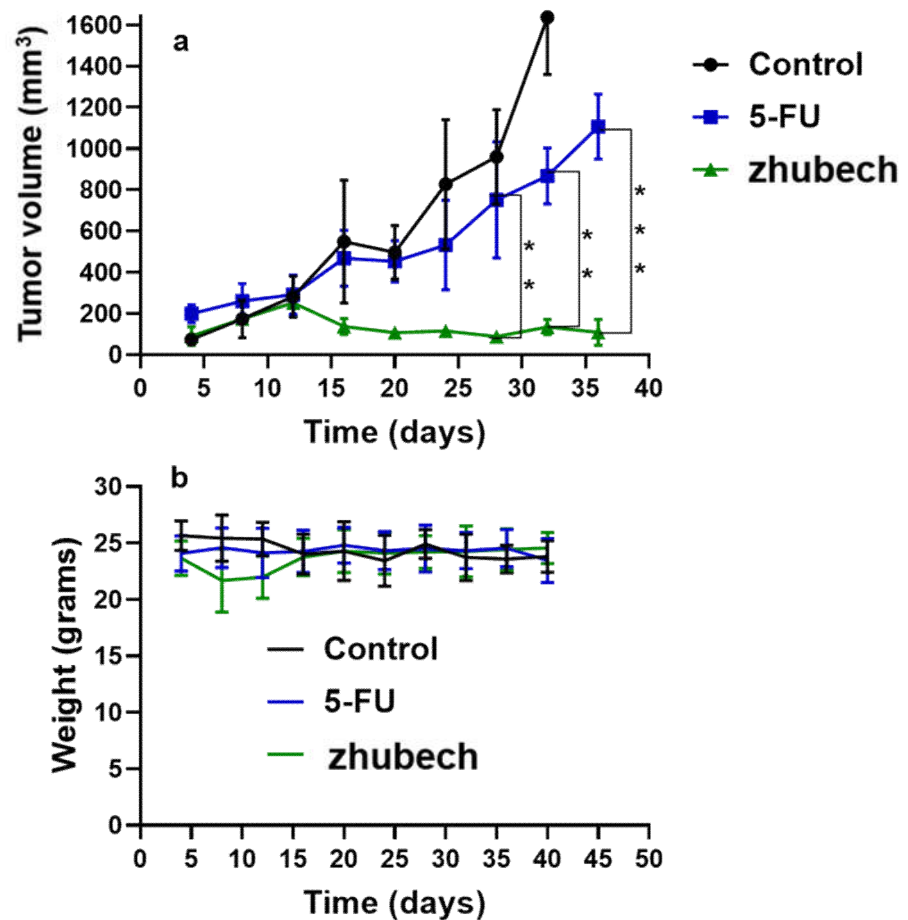 a
Tumor volume (mm³)
1600
1400
1200
1000
800
600
400
200
0
0 5 10 15 20 25 30 35 40
Time (days)
Control
5-FU
zhubech
* *
* *
* * *
b
Weight (grams)
30
25
20
15
10
5
0
Control
5-FU
zhubech
0 5 10 15 20 25 30 35 40 45 50
Time (days)